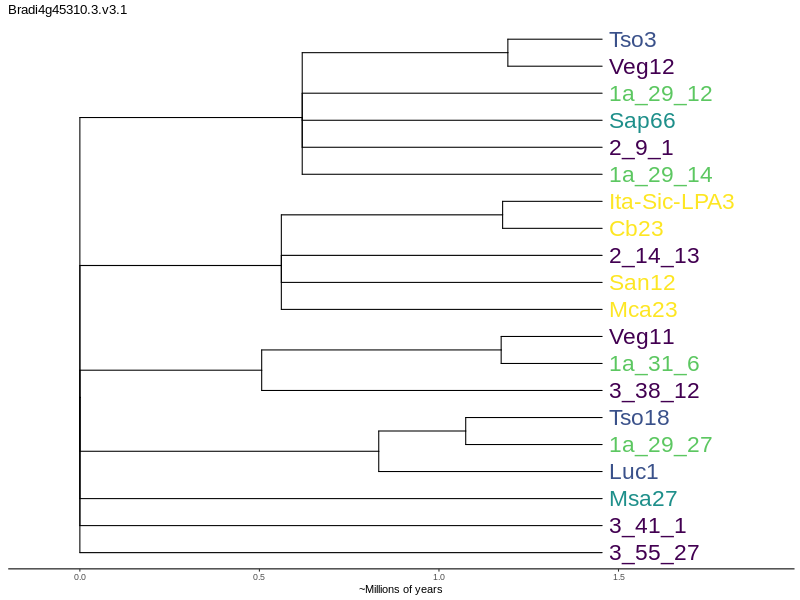 Bradi4g45310.3.v3.1
Tso3
Veg12
1a_29_12
Sap66
2_9_1
1a_29_14
Ita-Sic-LPA3
Cb23
2_14_13
San12
Mca23
Veg11
1a_31_6
3_38_12
Tso18
1a_29_27
Luc1
Msa27
3_41_1
3_55_27
0.0 0.5 1.0 1.5
~Millions of years